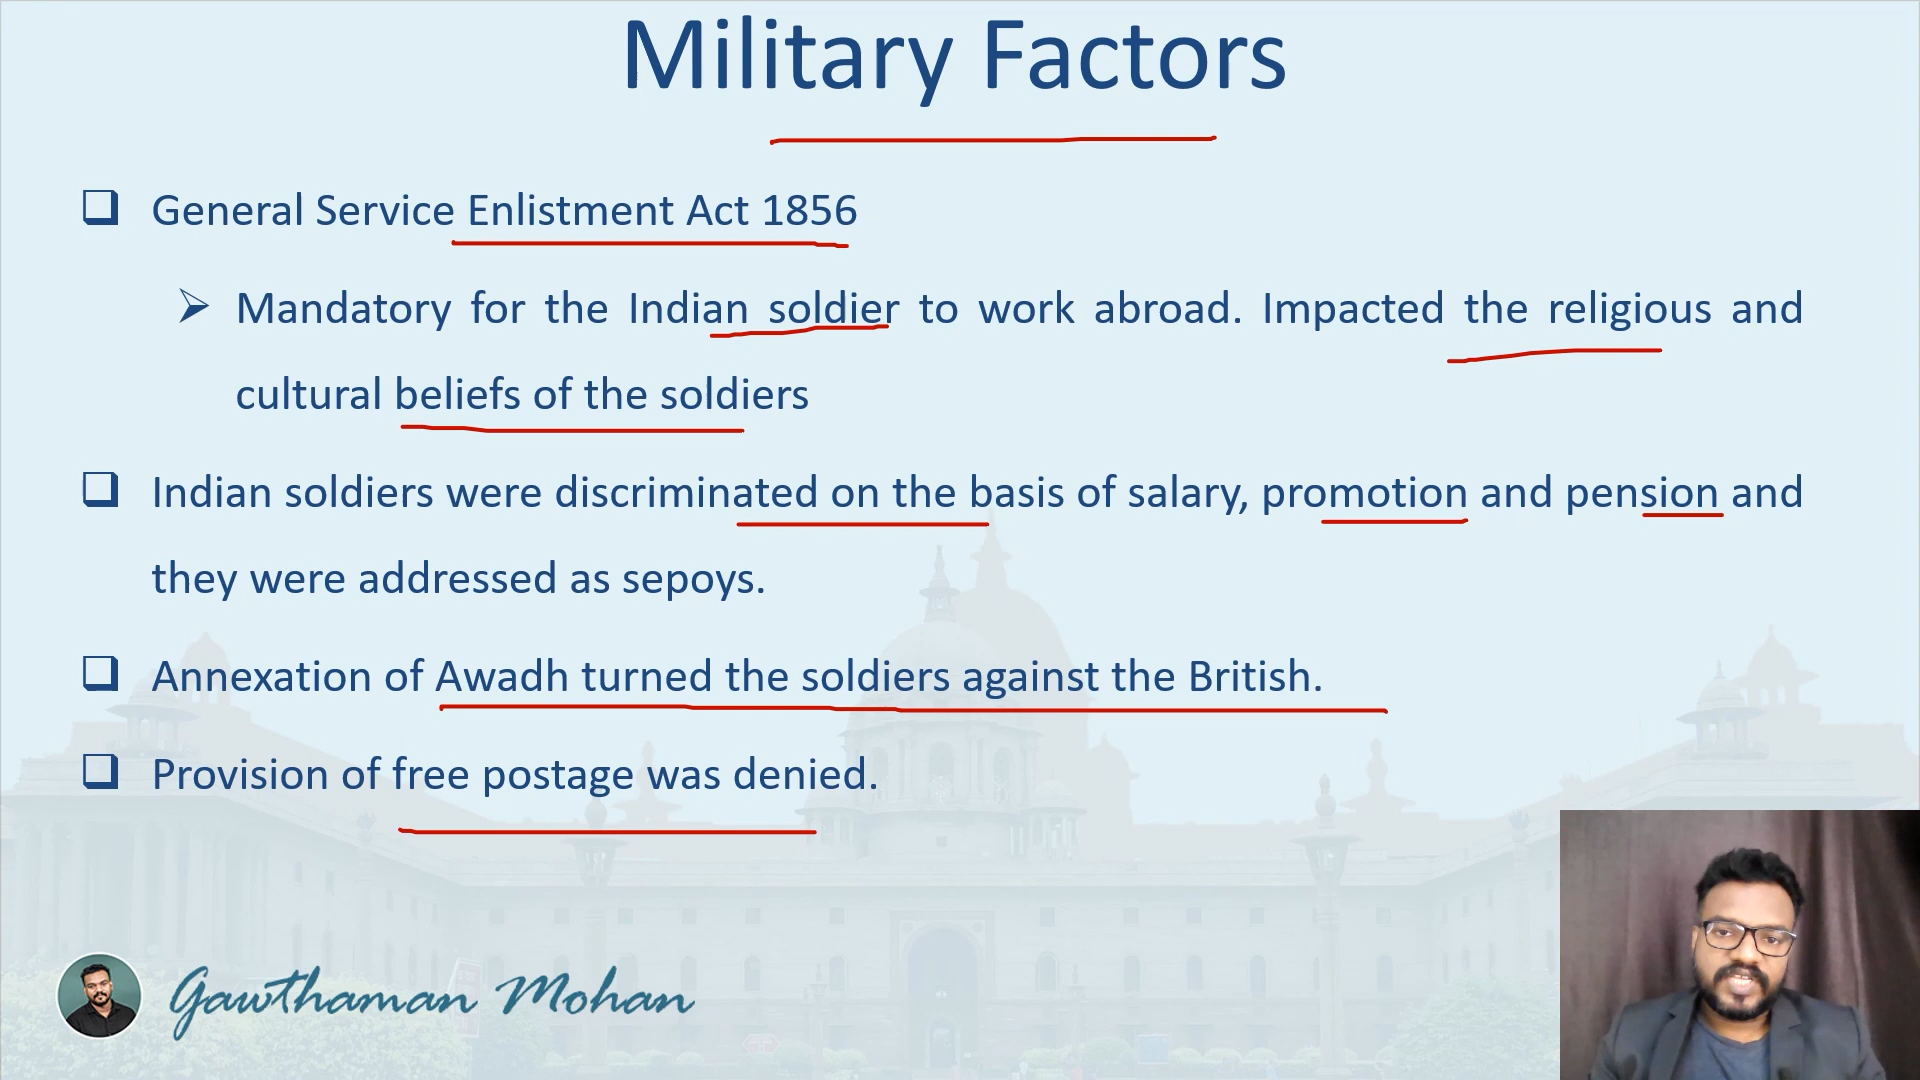 Military Factors
General Service Enlistment Act 1856
Mandatory for the Indian soldier to work abroad. Impacted the religious and
cultural beliefs of the soldiers
Indian soldiers were discriminated on the basis of salary, promotion and pension and
they were addressed as sepoys.
Annexation of Awadh turned the soldiers against the British.
Provision of free postage was denied.
Gawthaman Mohan